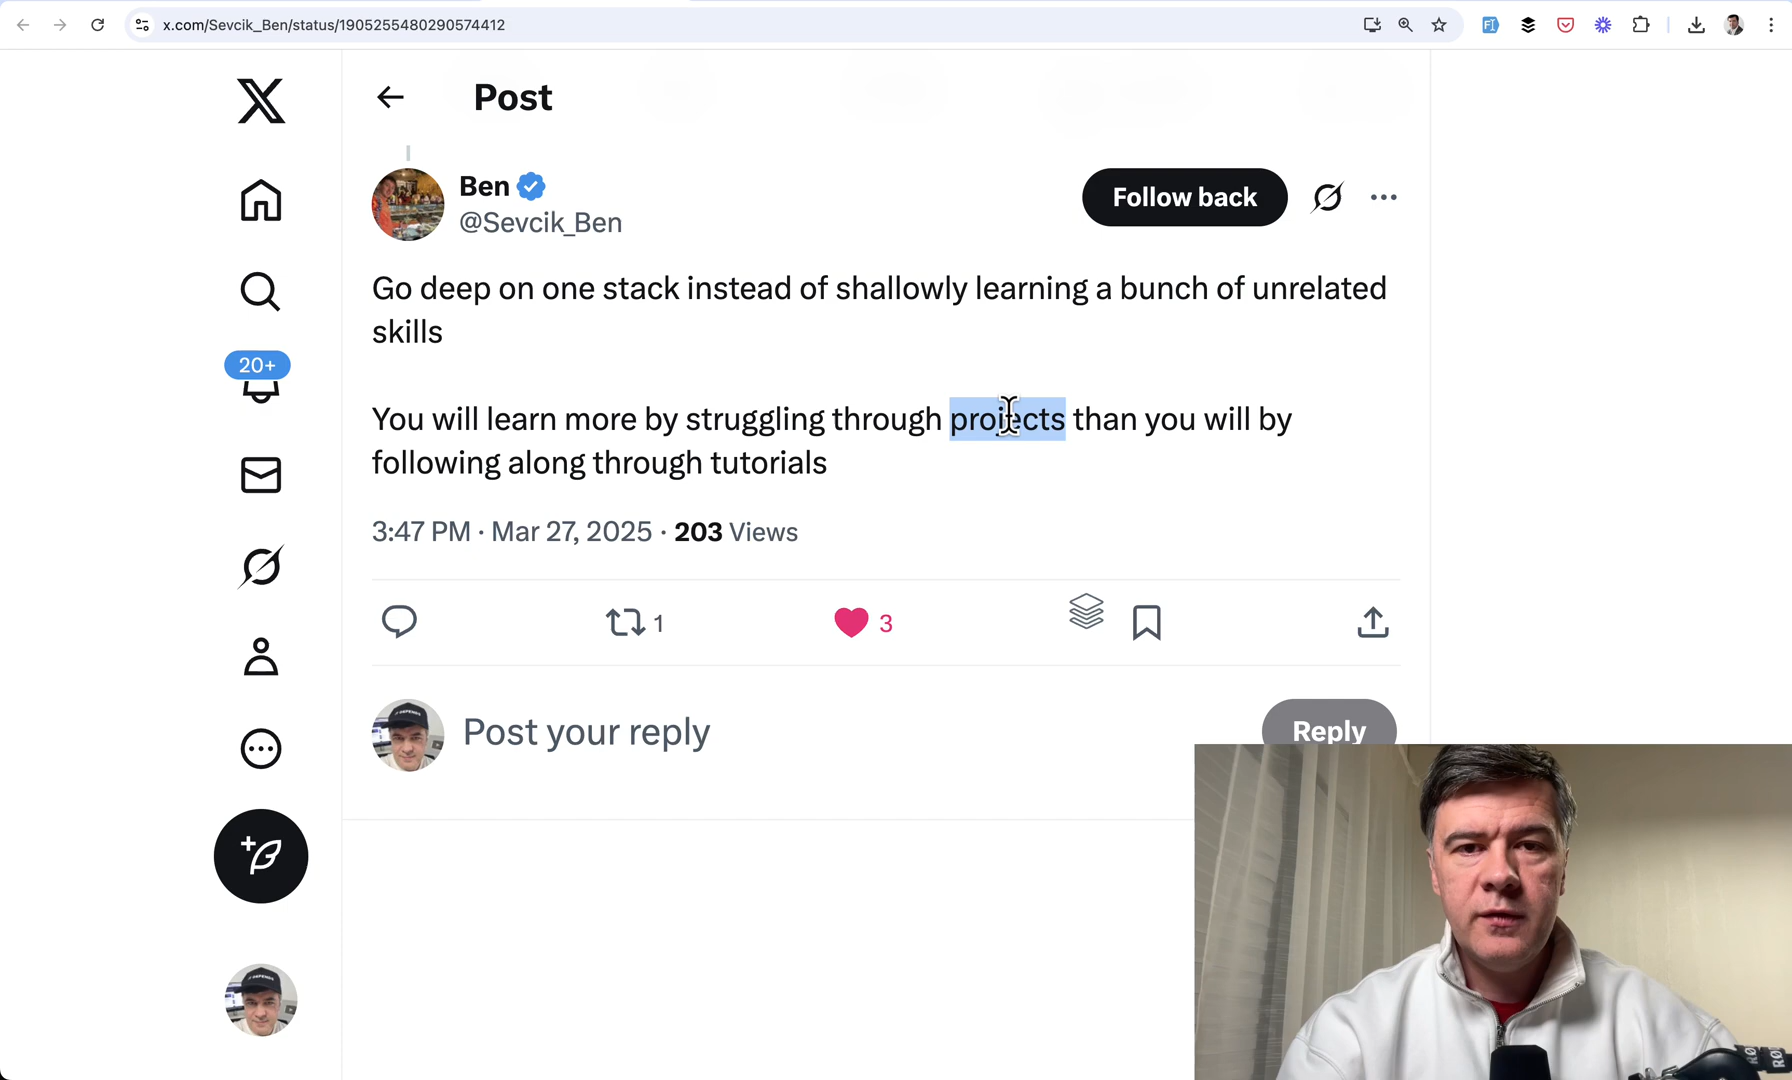 x.com/Sevcik_Ben/status/1905255480290574412
Post
Ben
@Sevcik_Ben
Follow back
Go deep on one stack instead of shallowly learning a bunch of unrelated
skills
20+
You will learn more by struggling through projects than you will by
following along through tutorials
3:47 PM · Mar 27, 2025 · 203 Views
1
3
Post your reply
Reply